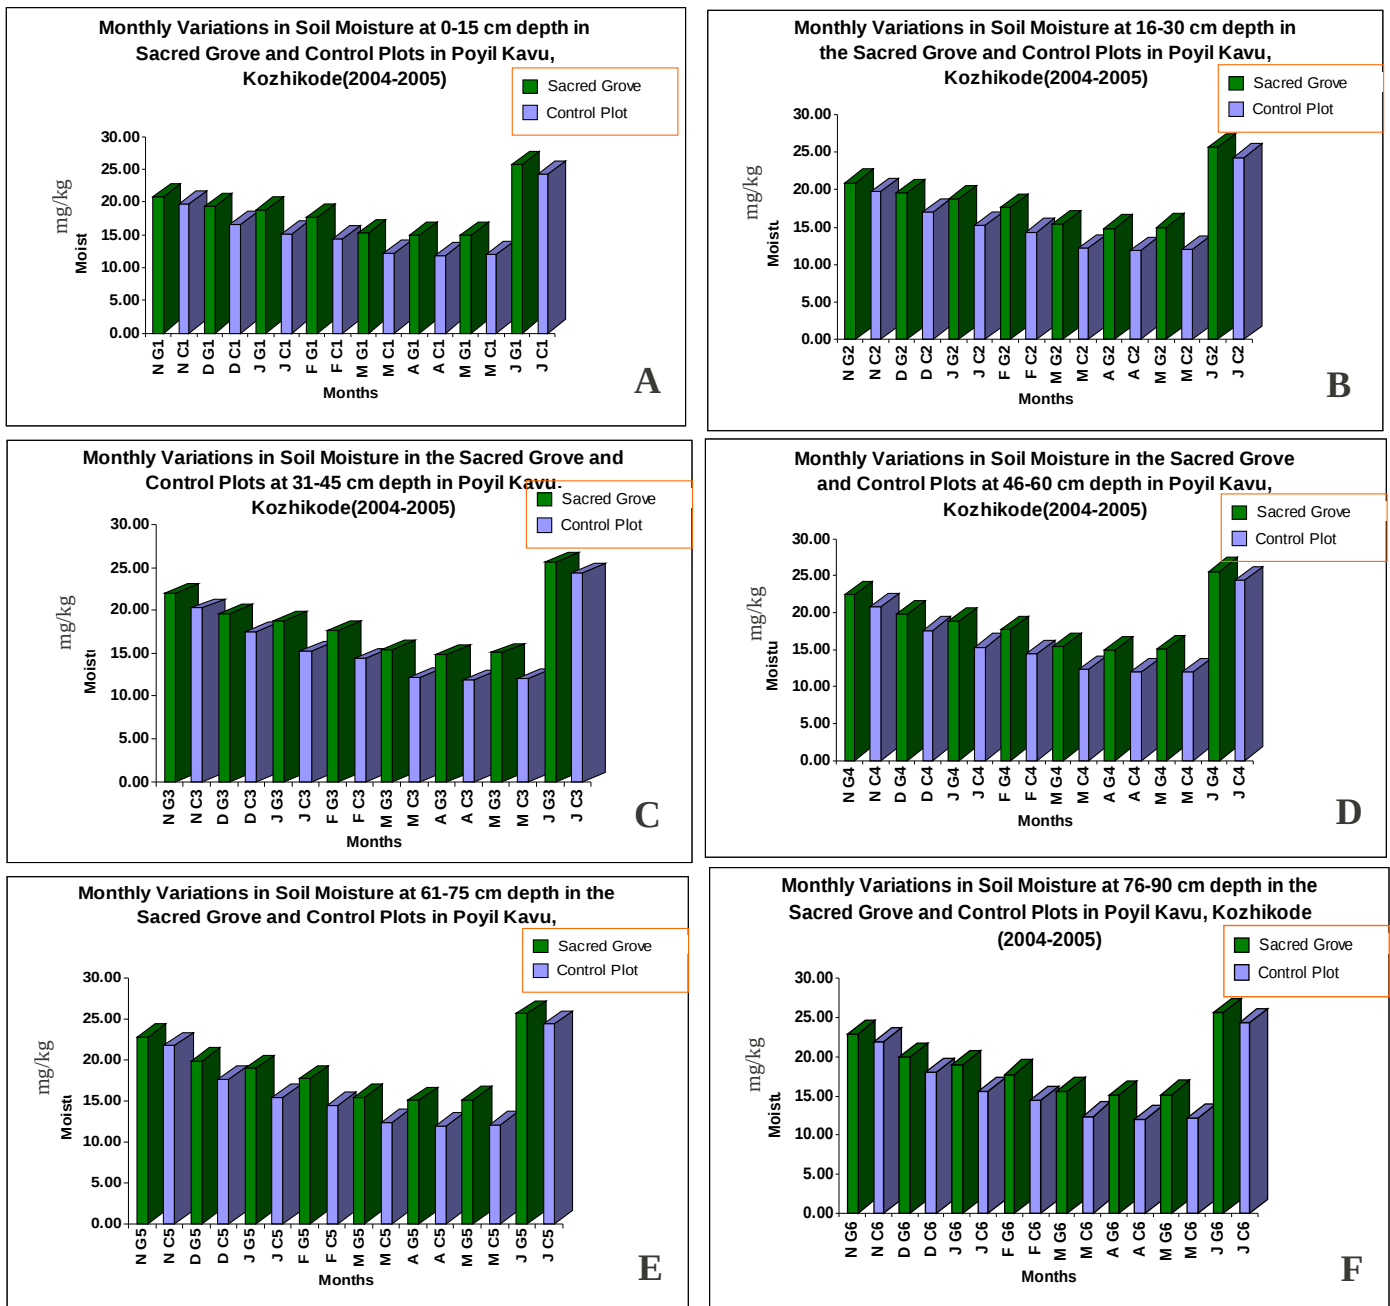 Monthly Variations in Soil Moisture at 0-15 cm depth in
Sacred Grove and Control Plots in Poyil Kavu,
Kozhikode(2004-2005)
Sacred Grove
Control Plot
30.00
25.00
20.00
15.00
10.00
5.00
0.00
mg/kg
Moist
N G1
N C1
D G1
D C1
J G1
J C1
F G1
F C1
M G1
M C1
A G1
A C1
M G1
M C1
J G1
J C1
Months
A
Monthly Variations in Soil Moisture at 16-30 cm depth in
the Sacred Grove and Control Plots in Poyil Kavu,
Kozhikode(2004-2005)
Sacred Grove
Control Plot
30.00
25.00
20.00
15.00
10.00
5.00
0.00
mg/kg
N G2
N C2
D G2
D C2
J G2
J C2
F G2
F C2
M G2
M C2
A G2
A C2
M G2
M C2
J G2
J C2
Months
B
Monthly Variations in Soil Moisture in the Sacred Grove and
Control Plots at 31-45 cm depth in Poyil Kavu,
Kozhikode(2004-2005)
Sacred Grove
Control Plot
30.00
25.00
20.00
15.00
10.00
5.00
0.00
mg/kg
N G3
N C3
D G3
D C3
J G3
J C3
F G3
F C3
M G3
M C3
A G3
A C3
M G3
M C3
J G3
J C3
Months
C
Monthly Variations in Soil Moisture in the Sacred Grove
and Control Plots at 46-60 cm depth in Poyil Kavu,
Kozhikode(2004-2005)
Sacred Grove
Control Plot
30.00
25.00
20.00
15.00
10.00
5.00
0.00
mg/kg
Moistu
N G4
N C4
D G4
D C4
J G4
J C4
F G4
F C4
M G4
M C4
A G4
A C4
M G4
M C4
J G4
J C4
Months
D
Monthly Variations in Soil Moisture at 61-75 cm depth in the
Sacred Grove and Control Plots in Poyil Kavu,
Sacred Grove
Control Plot
30.00
25.00
20.00
15.00
10.00
5.00
0.00
mg/kg
N G5
N C5
D G5
D C5
J G5
J C5
F G5
F C5
M G5
M C5
A G5
A C5
M G5
M C5
J G5
J C5
Months
E
Monthly Variations in Soil Moisture at 76-90 cm depth in the
Sacred Grove and Control Plots in Poyil Kavu, Kozhikode
(2004-2005)
Sacred Grove
Control Plot
30.00
25.00
20.00
15.00
10.00
5.00
0.00
mg/kg
N G6
N C6
D G6
D C6
J G6
J C6
F G6
F C6
M G6
M C6
A G6
A C6
M G6
M C6
J G6
J C6
Months
F